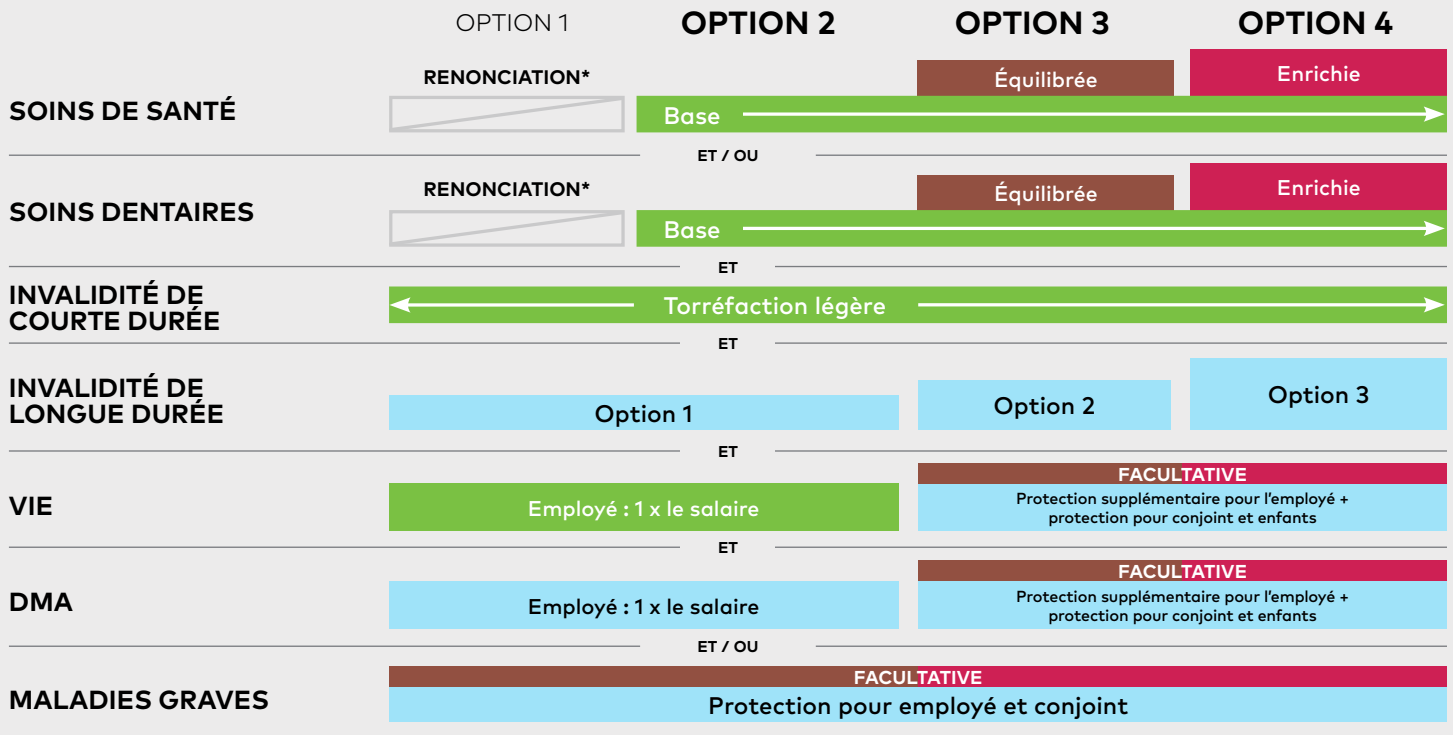 OPTION 1 OPTION 2 OPTION 3 OPTION 4
RENONCIATION* Équilibrée Enrichie
SOINS DE SANTÉ Base
ET / OU
RENONCIATION* Équilibrée Enrichie
SOINS DENTAIRES Base
ET
INVALIDITÉ DE
COURTE DURÉE
Torréfaction légère
ET
INVALIDITÉ DE
LONGUE DURÉE
Option 1 Option 2 Option 3
ET
FACULTATIVE
VIE
Employé : 1 x le salaire
Protection supplémentaire pour l’employé +
protection pour conjoint et enfants
ET
FACULTATIVE
DMA
Employé : 1 x le salaire
Protection supplémentaire pour l’employé +
protection pour conjoint et enfants
ET / OU
FACULTATIVE
MALADIES GRAVES
Protection pour employé et conjoint